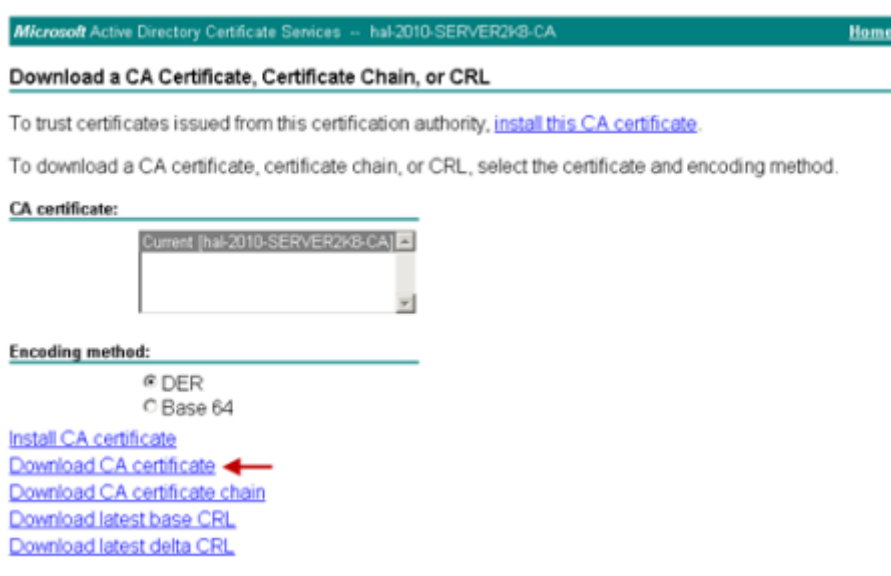 Microsoft Active Directory Certificate Services -- hal-2010-SERVER2K8-CA Home
Download a CA Certificate, Certificate Chain, or CRL
To trust certificates issued from this certification authority, install this CA certificate.
To download a CA certificate, certificate chain, or CRL, select the certificate and encoding method.
CA certificate:
Current [hal-2010-SERVER2K8-CA]
Encoding method:
DER
Base 64
Install CA certificate
Download CA certificate
Download CA certificate chain
Download latest base CRL
Download latest delta CRL